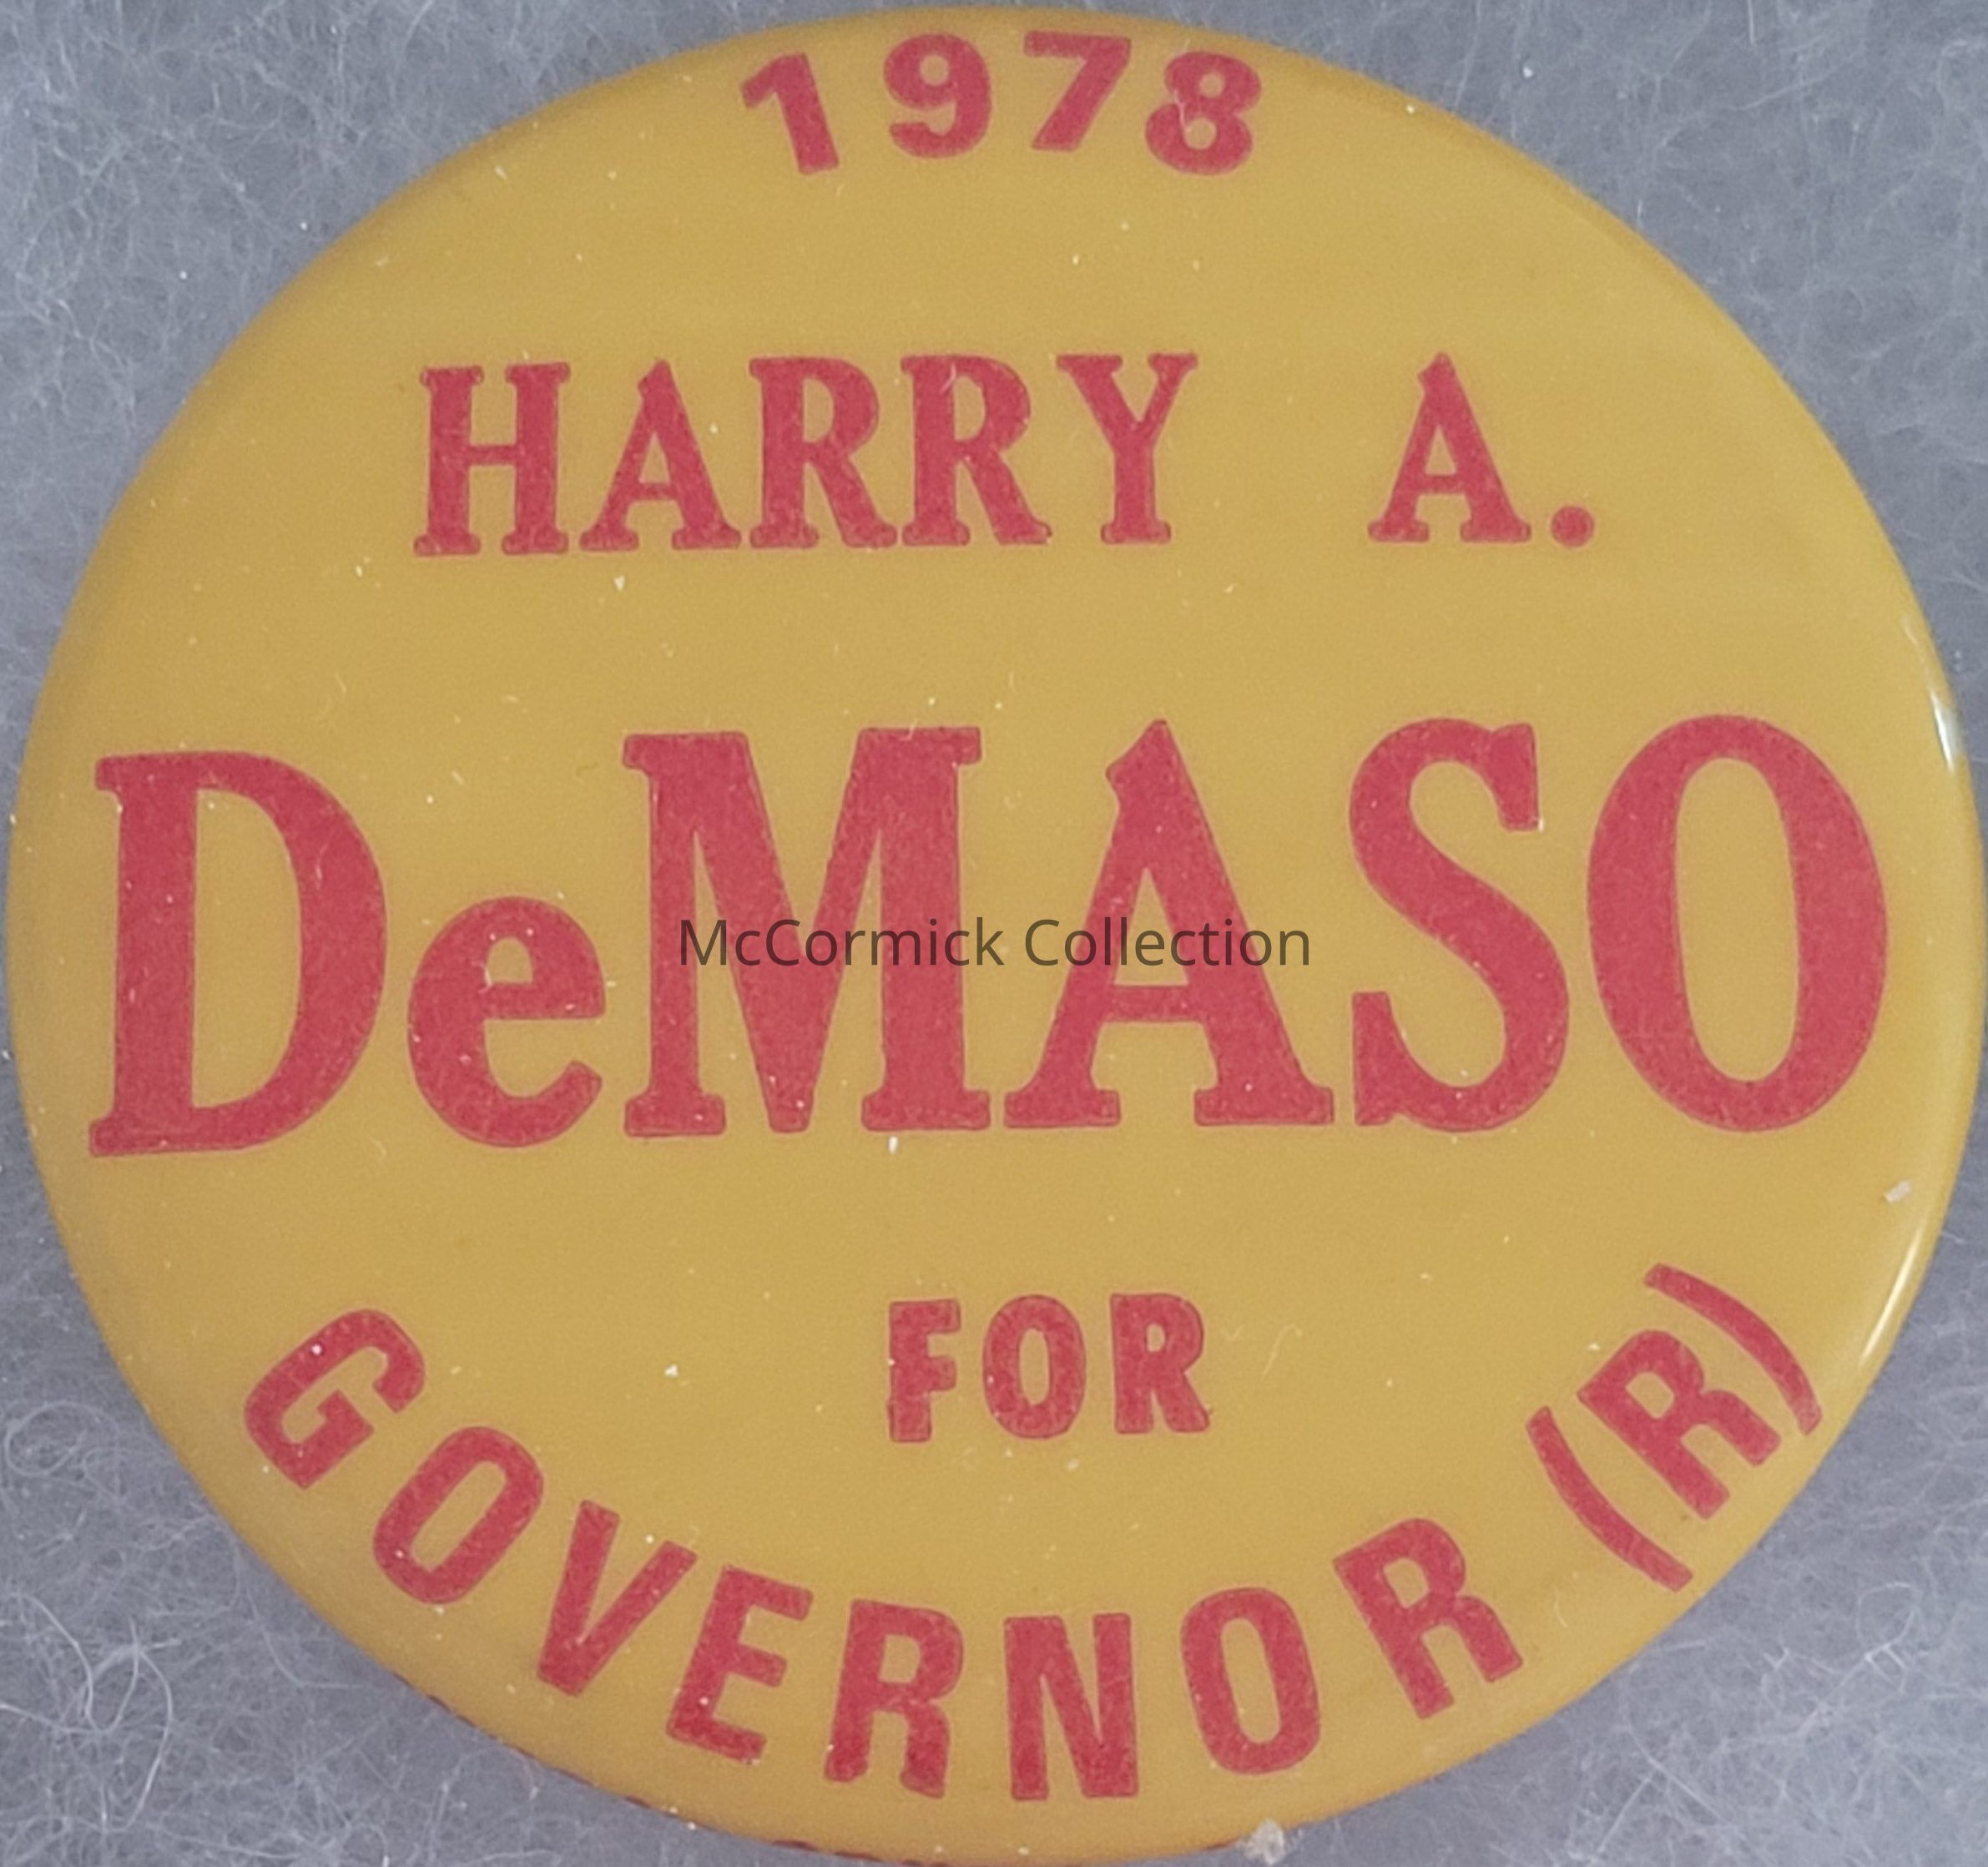 1978
HARRY A.
DeMASO
McCormick Collection
FOR
GOVERNOR (R)